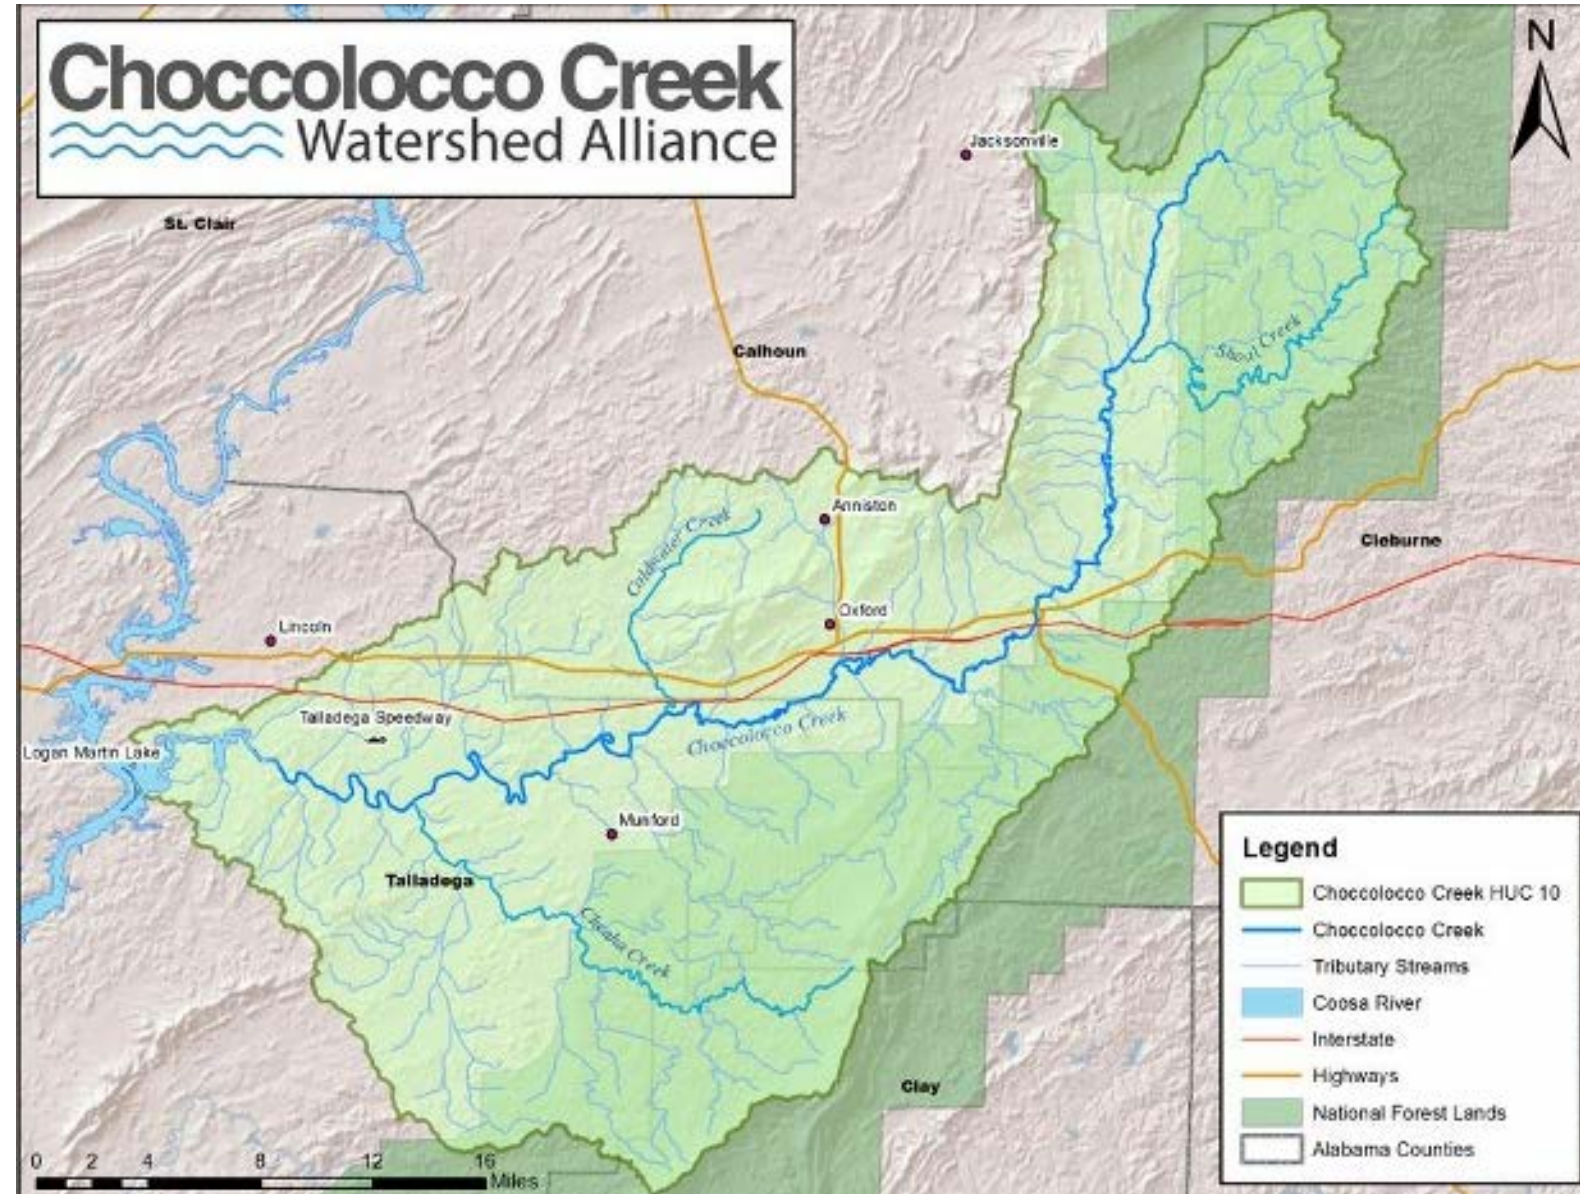 Choccolocco Creek
Watershed Alliance
N
Jacksonville
St. Clair
Shoal Creek
Calhoun
Anniston
Coldwater Creek
Cleburne
Oxford
Lincoln
Talladega Speedway
Choccolocco Creek
Logan Martin Lake
Munford
Talladega
Cheaha Creek
Clay
Legend
Choccolocco Creek HUC 10
Choccolocco Creek
Tributary Streams
Coosa River
Interstate
Highways
National Forest Lands
Alabama Counties
0 2 4 8 12 16
Miles